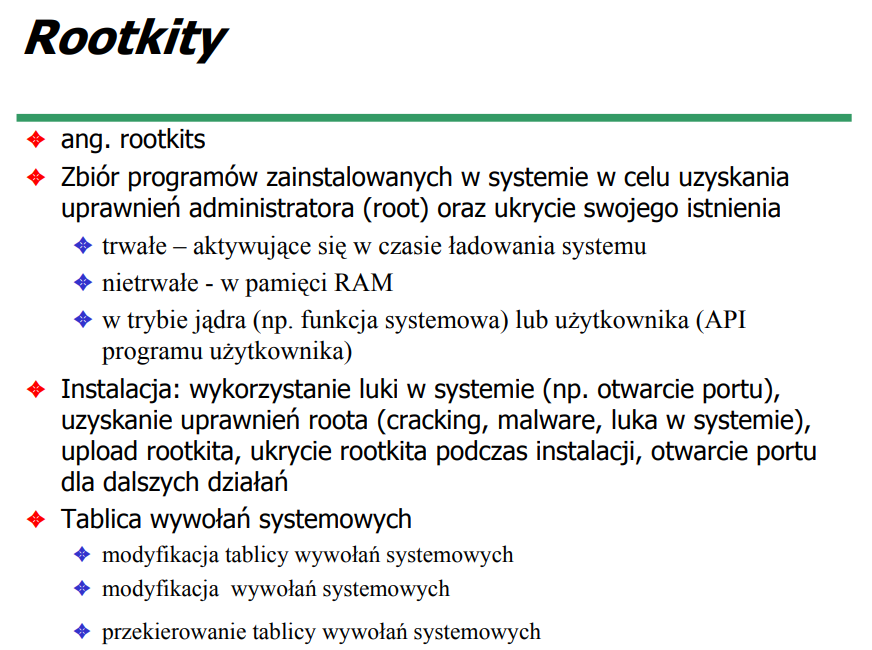 Rootkity
ang. rootkits
Zbiór programów zainstalowanych w systemie w celu uzyskania
uprawnień administratora (root) oraz ukrycie swojego istnienia
trwałe – aktywujące się w czasie ładowania systemu
nietrwałe - w pamięci RAM
w trybie jądra (np. funkcja systemowa) lub użytkownika (API
programu użytkownika)
Instalacja: wykorzystanie luki w systemie (np. otwarcie portu),
uzyskanie uprawnień roota (cracking, malware, luka w systemie),
upload rootkita, ukrycie rootkita podczas instalacji, otwarcie portu
dla dalszych działań
Tablica wywołań systemowych
modyfikacja tablicy wywołań systemowych
modyfikacja  wywołań systemowych
przekierowanie tablicy wywołań systemowych